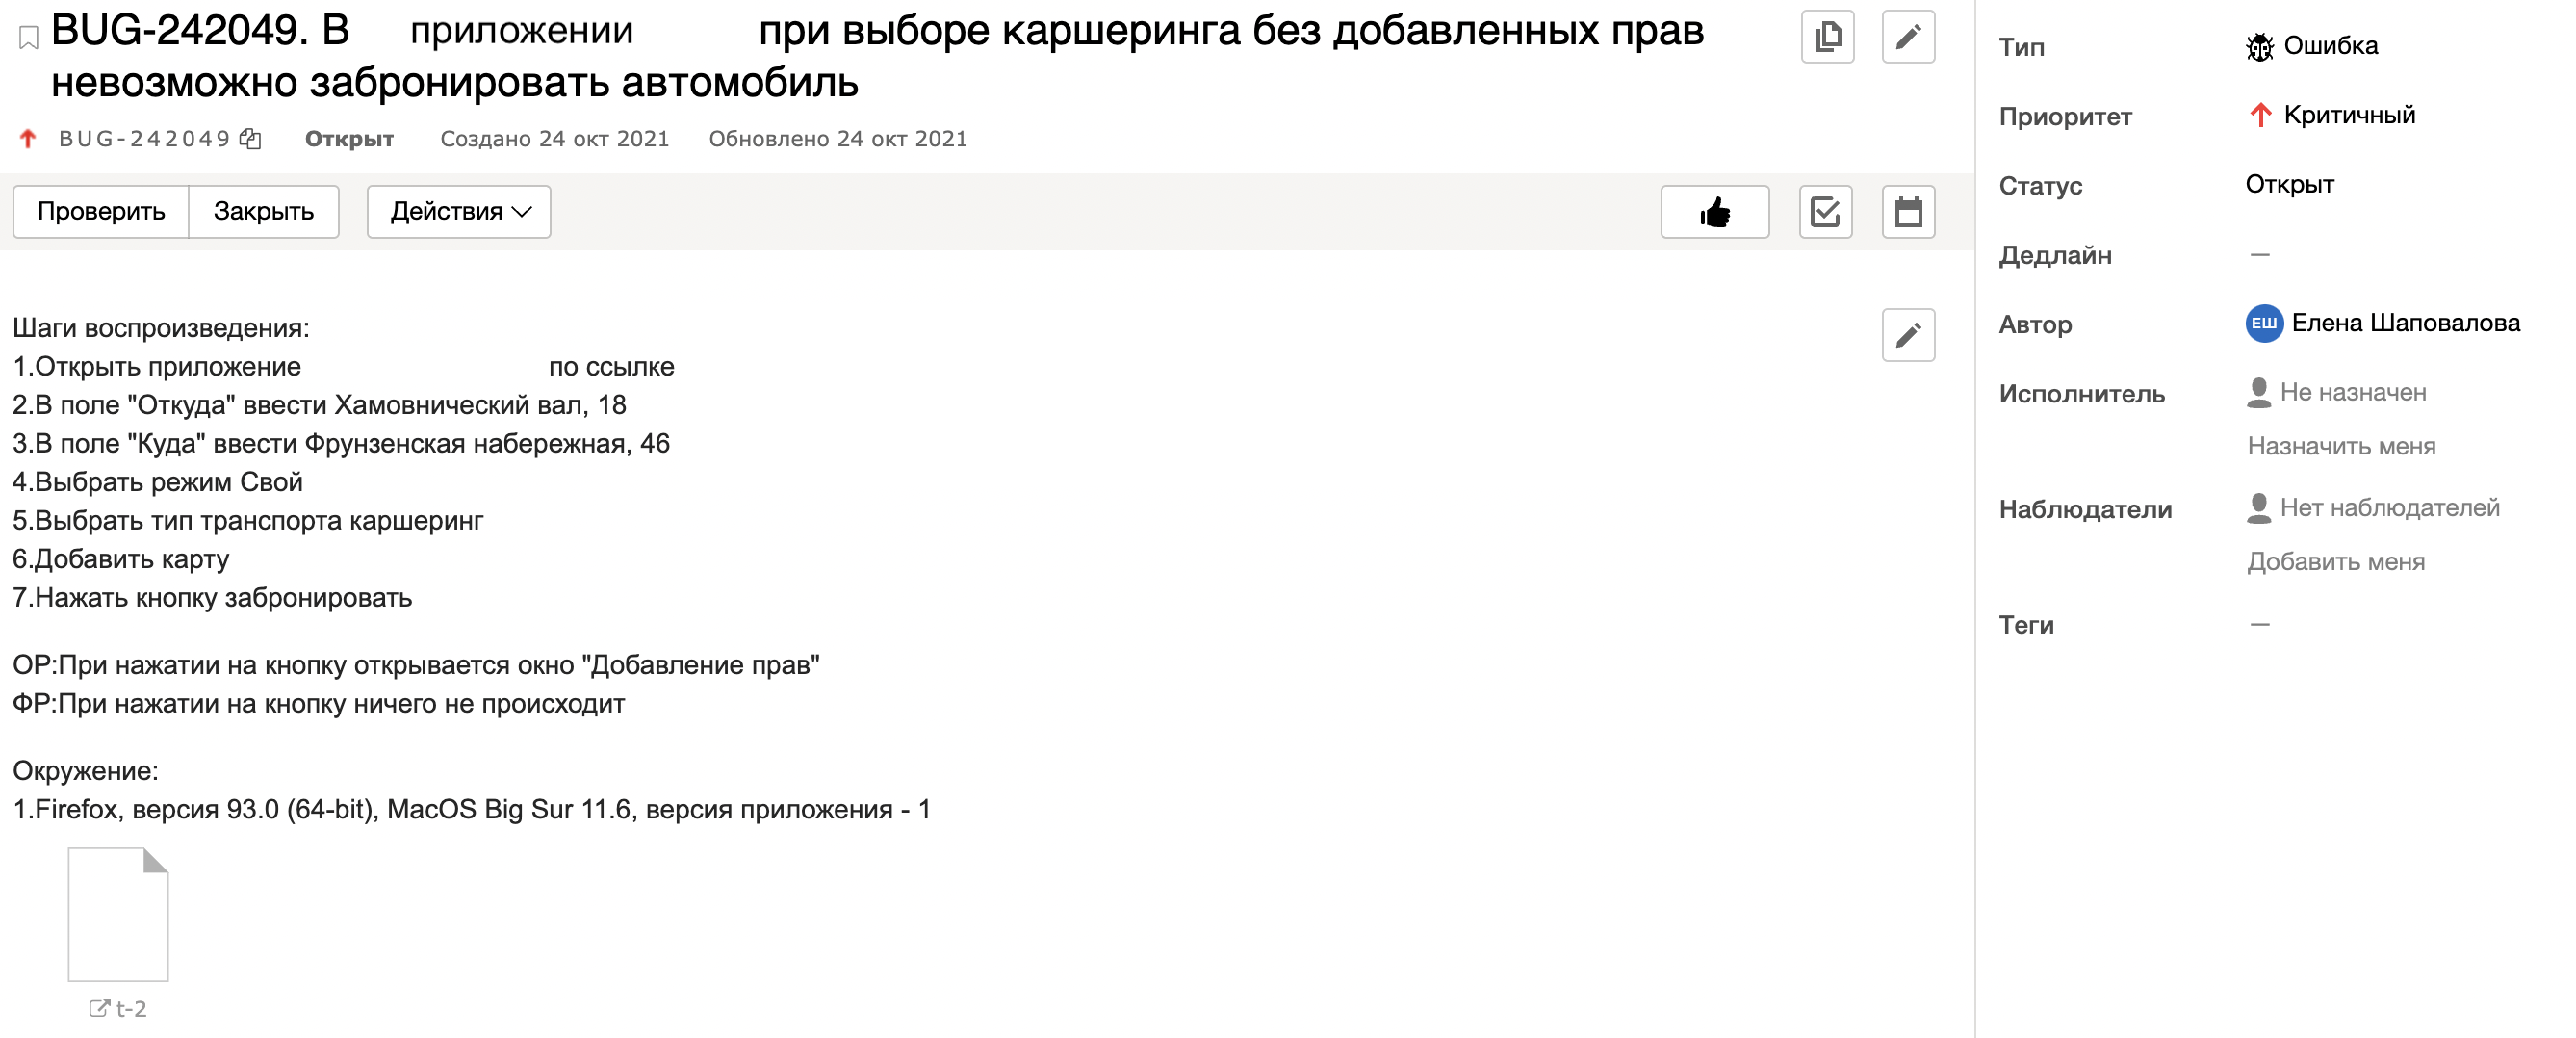 BUG-242049. В приложении при выборе каршеринга без добавленных прав
невозможно забронировать автомобиль
BUG-242049 Открыт Создано 24 окт 2021 Обновлено 24 окт 2021
Проверить Закрыть Действия
Шаги воспроизведения:
1.Открыть приложение по ссылке
2.В поле "Откуда" ввести Хамовнический вал, 18
3.В поле "Куда" ввести Фрунзенская набережная, 46
4.Выбрать режим Свой
5.Выбрать тип транспорта каршеринг
6.Добавить карту
7.Нажать кнопку забронировать
ОР:При нажатии на кнопку открывается окно "Добавление прав"
ФР:При нажатии на кнопку ничего не происходит
Окружение:
1.Firefox, версия 93.0 (64-bit), MacOS Big Sur 11.6, версия приложения - 1
t-2
Тип Ошибка
Приоритет Критичный
Статус Открыт
Дедлайн —
Автор ЕШ Елена Шаповалова
Исполнитель Не назначен
Назначить меня
Наблюдатели Нет наблюдателей
Добавить меня
Теги —